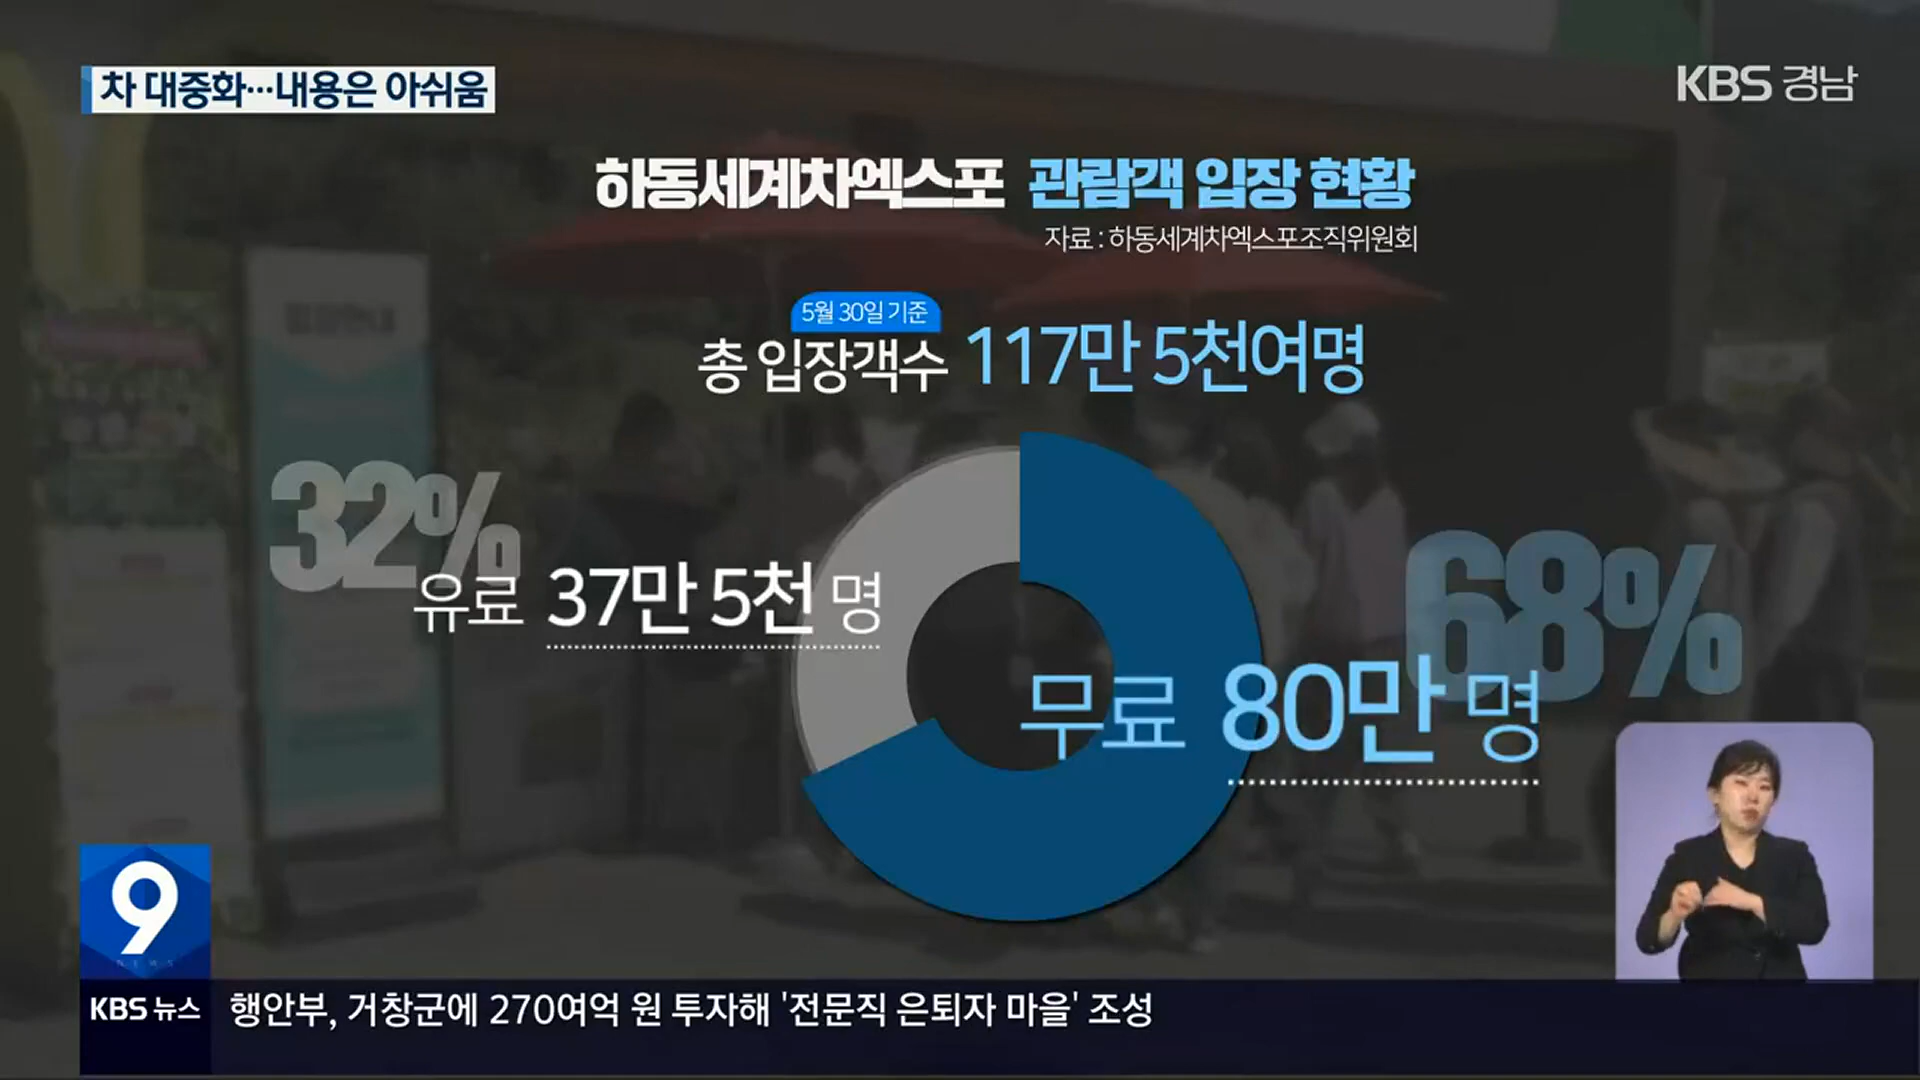 차 대중화…내용은 아쉬움
KBS 경남
하동세계차엑스포 관람객 입장 현황
자료 : 하동세계차엑스포조직위원회
5월 30일 기준
총 입장객수 117만 5천여명
32%
유료 37만 5천 명
68%
무료 80만 명
9
NEWS
KBS 뉴스
행안부, 거창군에 270여억 원 투자해 '전문직 은퇴자 마을' 조성